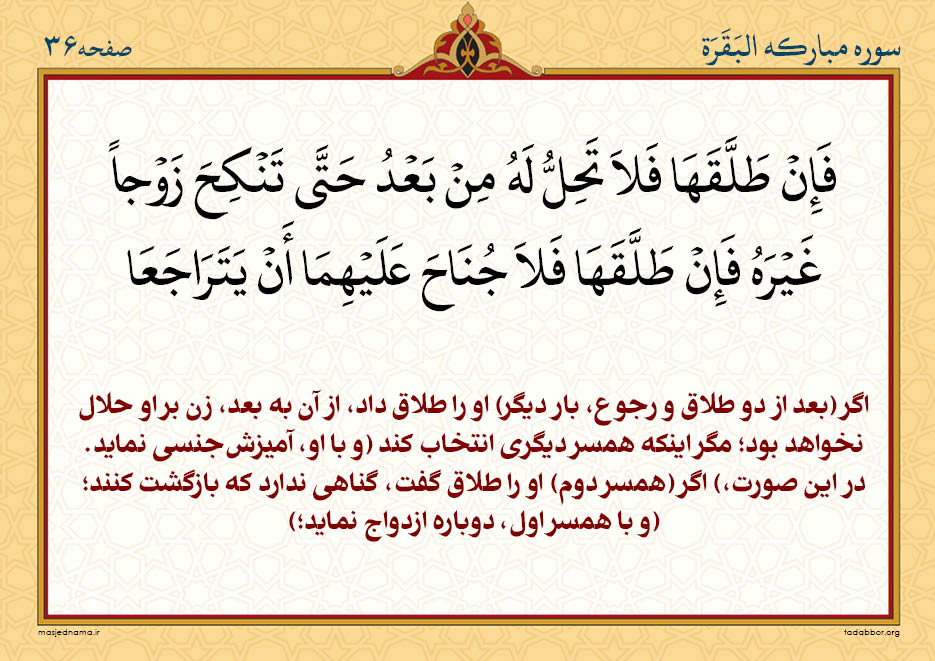 سوره مبارکه البَقَرَة
صفحه۳۶
فَإِنْ طَلَّقَهَا فَلاَ تَحِلُّ لَهُ مِنْ بَعْدُ حَتَّى تَنْكِحَ زَوْجاً
غَيْرَهُ فَإِنْ طَلَّقَهَا فَلاَ جُنَاحَ عَلَيْهِمَا أَنْ يَتَرَاجَعَا
اگر (بعد از دو طلاق و رجوع، بار دیگر) او را طلاق داد، از آن به بعد، زن بر او حلال
نخواهد بود؛ مگر اینکه همسر دیگری انتخاب کند (و با او، آمیزش جنسی نماید.
در این صورت،) اگر (همسر دوم) او را طلاق گفت، گناهی ندارد که بازگشت کنند؛
(و با همسر اول، دوباره ازدواج نماید؛)
masjednama.ir
tadabbor.org